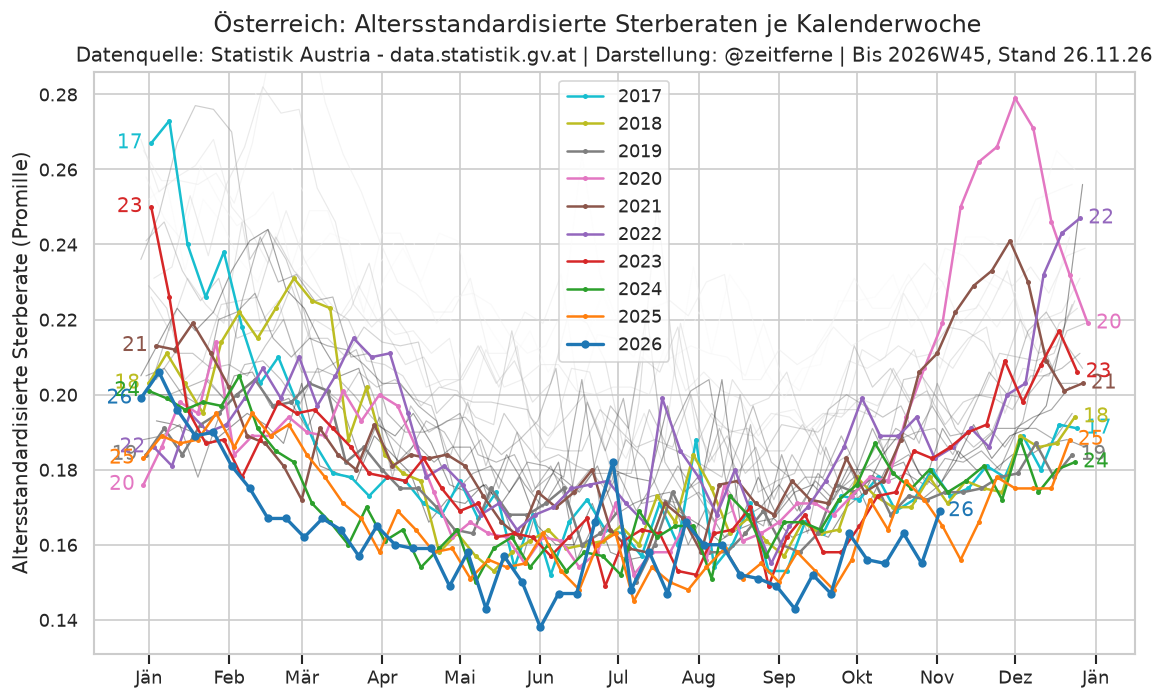 Österreich: Altersstandardisierte Sterberaten je Kalenderwoche
Datenquelle: Statistik Austria - data.statistik.gv.at | Darstellung: @zeitferne | Bis 2026W45, Stand 26.11.26
Altersstandardisierte Sterberate (Promille)
0.28
0.26
0.24
0.22
0.20
0.18
0.16
0.14
2017
2018
2019
2020
2021
2022
2023
2024
2025
2026
17
23
21
18
24
26
22
19
25
20
22
20
23
21
18
17
25
19
24
26
Jän
Feb
Mär
Apr
Mai
Jun
Jul
Aug
Sep
Okt
Nov
Dez
Jän